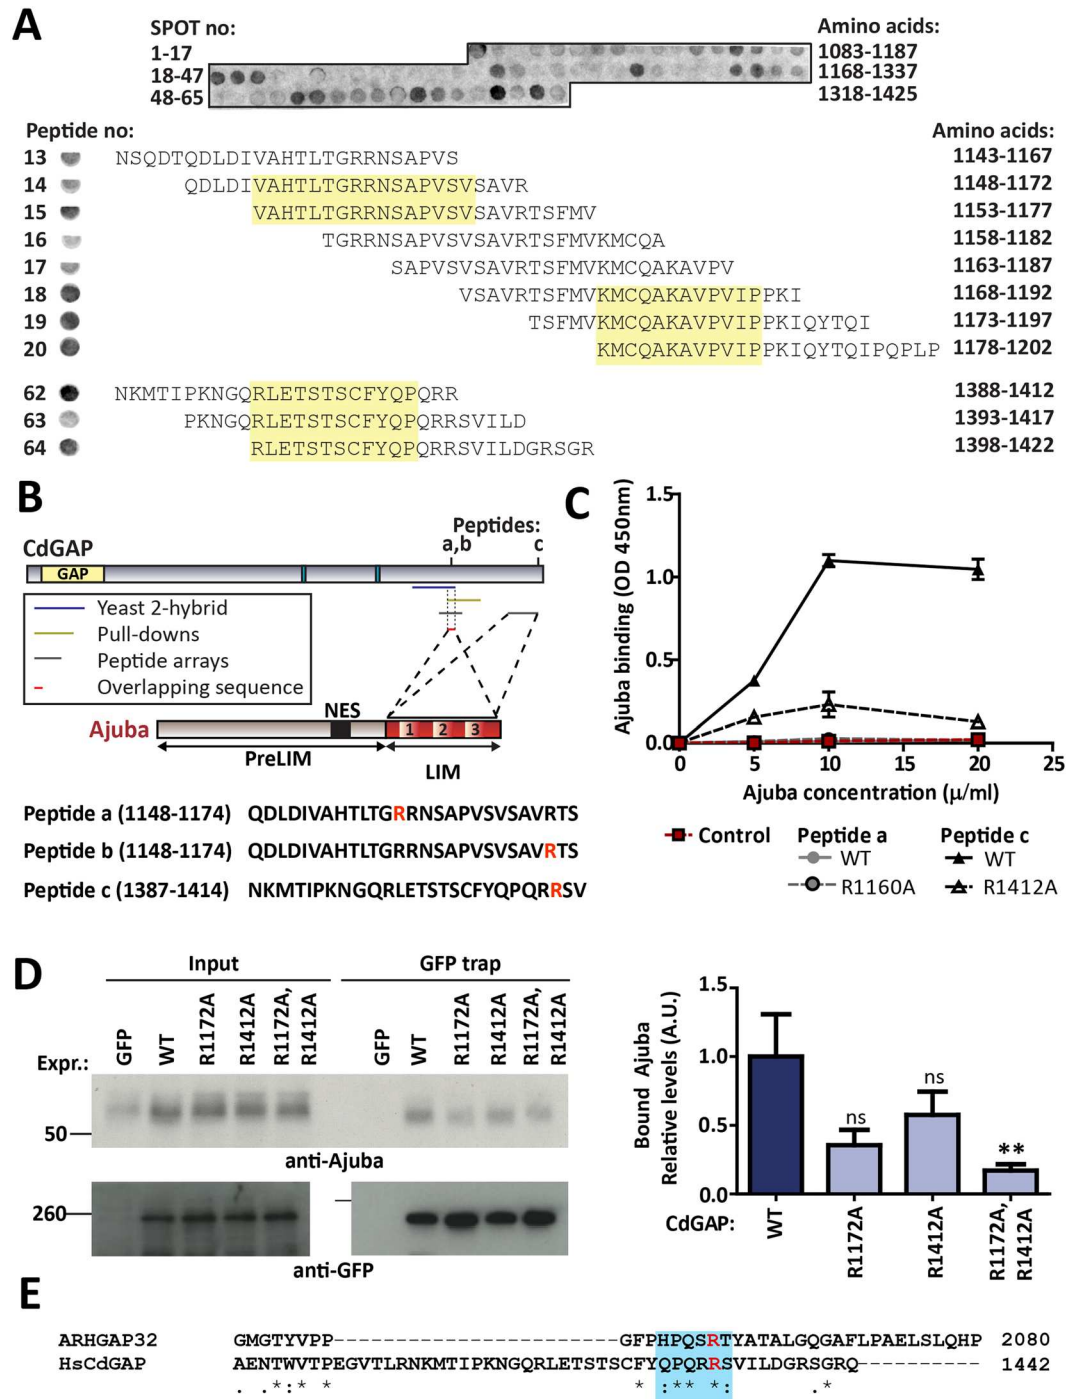 A
SPOT no:
Amino acids:
1-17
1083-1187
18-47
1168-1337
48-65
1318-1425
Peptide no:
Amino acids:
13 NSQDTQDLDIVAHTLTGRRNSAPVS 1143-1167
14 QDLDIVAHTLTGRRNSAPVSVSAVR 1148-1172
15 VAHTLTGRRNSAPVSVSAVRTSFMV 1153-1177
16 TGRRNSAPVSVSAVRTSFMVKMCQA 1158-1182
17 SAPVSVSAVRTSFMVKMCQAKAVPV 1163-1187
18 VSAVRTSFMVKMCQAKAVPVIPPKI 1168-1192
19 TSFMVKMCQAKAVPVIPPKIQYTQI 1173-1197
20 KMCQAKAVPVIPPKIQYTQIPQPLP 1178-1202
62 NKMTIPKNGQRLETSTSCFYQPQRR 1388-1412
63 PKNGQRLETSTSCFYQPQRRSVILD 1393-1417
64 RLETSTSCFYQPQRRSVILDGRSGR 1398-1422
B
Peptides:
CdGAP a,b c
GAP
Yeast 2-hybrid
Pull-downs
Peptide arrays
Overlapping sequence
NES
Ajuba 1 2 3
PreLIM
LIM
Peptide a (1148-1174) QDLDIVAHTLTGRRNSAPVSVSAVRTS
Peptide b (1148-1174) QDLDIVAHTLTGRRNSAPVSVSAVRTS
Peptide c (1387-1414) NKMTIPKNGQRLETSTSCFYQPQRRSV
C
Ajuba binding (OD 450nm)
1.5
1.0
0.5
0.0
0 5 10 15 20 25
Ajuba concentration (μ/ml)
Control
Peptide a
WT
R1160A
Peptide c
WT
R1412A
D
Input
GFP trap
Expr.:
GFP
WT
R1172A
R1412A
R1172A,
R1412A
GFP
WT
R1172A
R1412A
R1172A,
R1412A
50
anti-Ajuba
260
anti-GFP
Bound Ajuba
Relative levels (A.U.)
1.5
1.0
0.5
0.0
ns
ns
**
CdGAP:
WT
R1172A
R1412A
R1172A,
R1412A
E
ARHGAP32 GMGTYVPP----------------------GFPHPQSRTYATALGQGAFLPAELSLQHP 2080
HsCdGAP AENTWVTPEGVTLRNKMTIPKNGQRLETSTSCFYQPQRRSVILDGRSGRQ---------- 1442
. .*:* * * :** *: .*